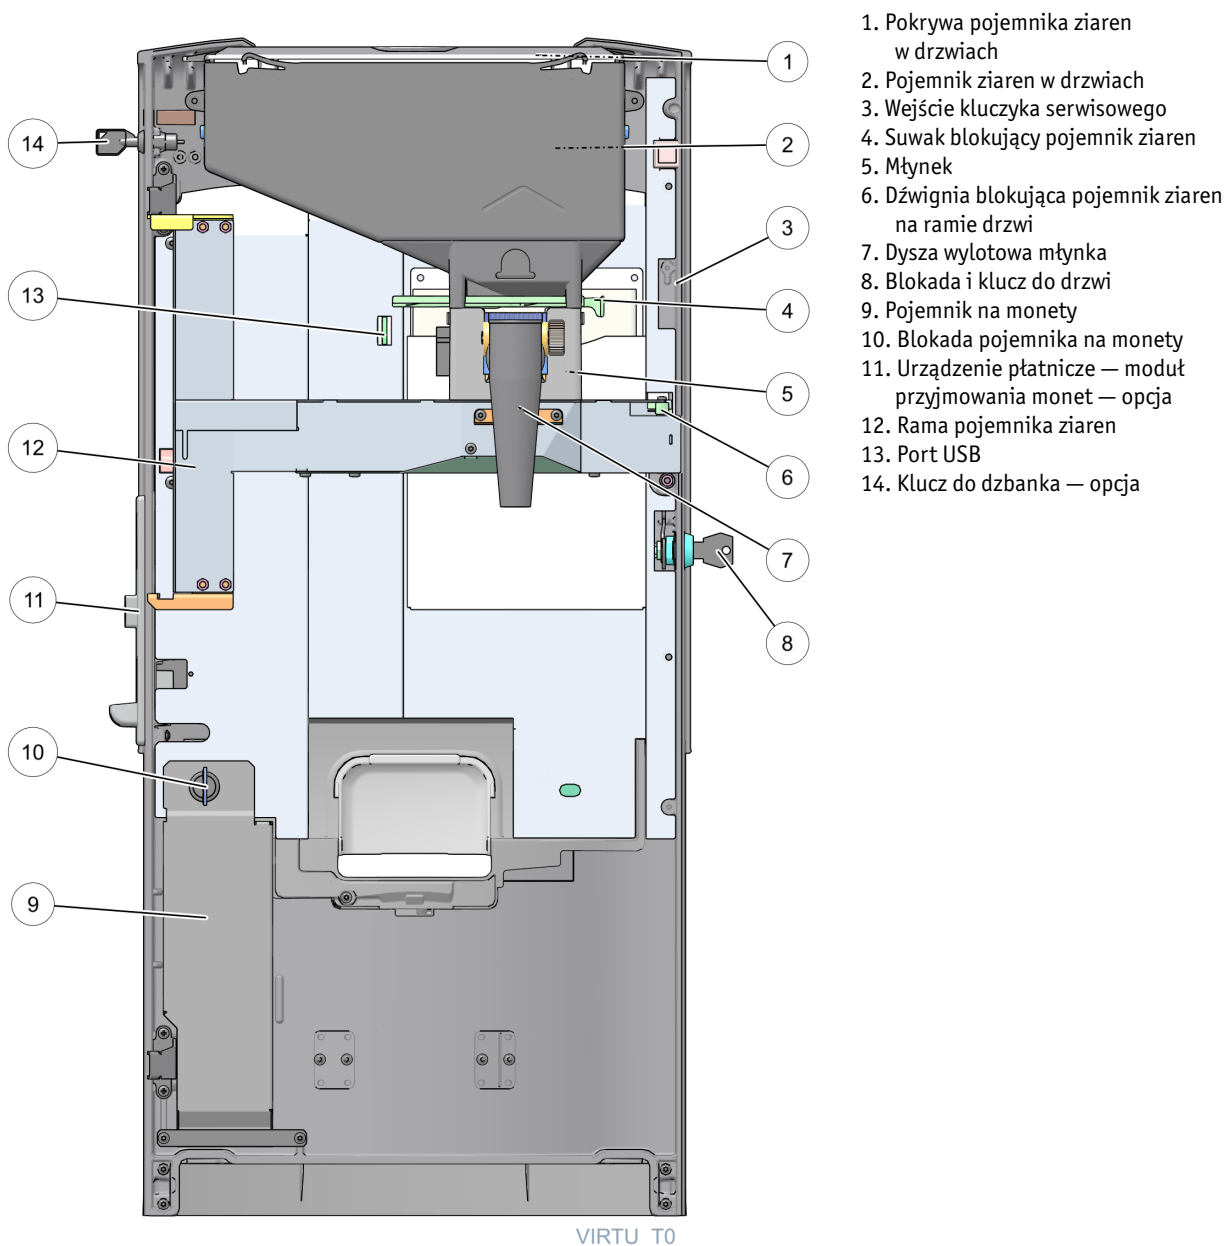 1. Pokrywa pojemnika ziaren
w drzwiach
2. Pojemnik ziaren w drzwiach
3. Wejście kluczyka serwisowego
4. Suwak blokujący pojemnik ziaren
5. Młynek
6. Dźwignia blokująca pojemnik ziaren
na ramie drzwi
7. Dysza wylotowa młynka
8. Blokada i klucz do drzwi
9. Pojemnik na monety
10. Blokada pojemnika na monety
11. Urządzenie płatnicze — moduł
przyjmowania monet — opcja
12. Rama pojemnika ziaren
13. Port USB
14. Klucz do dzbanka — opcja
1
14
2
3
13
4
5
12
6
7
11
8
10
9
VIRTU T0